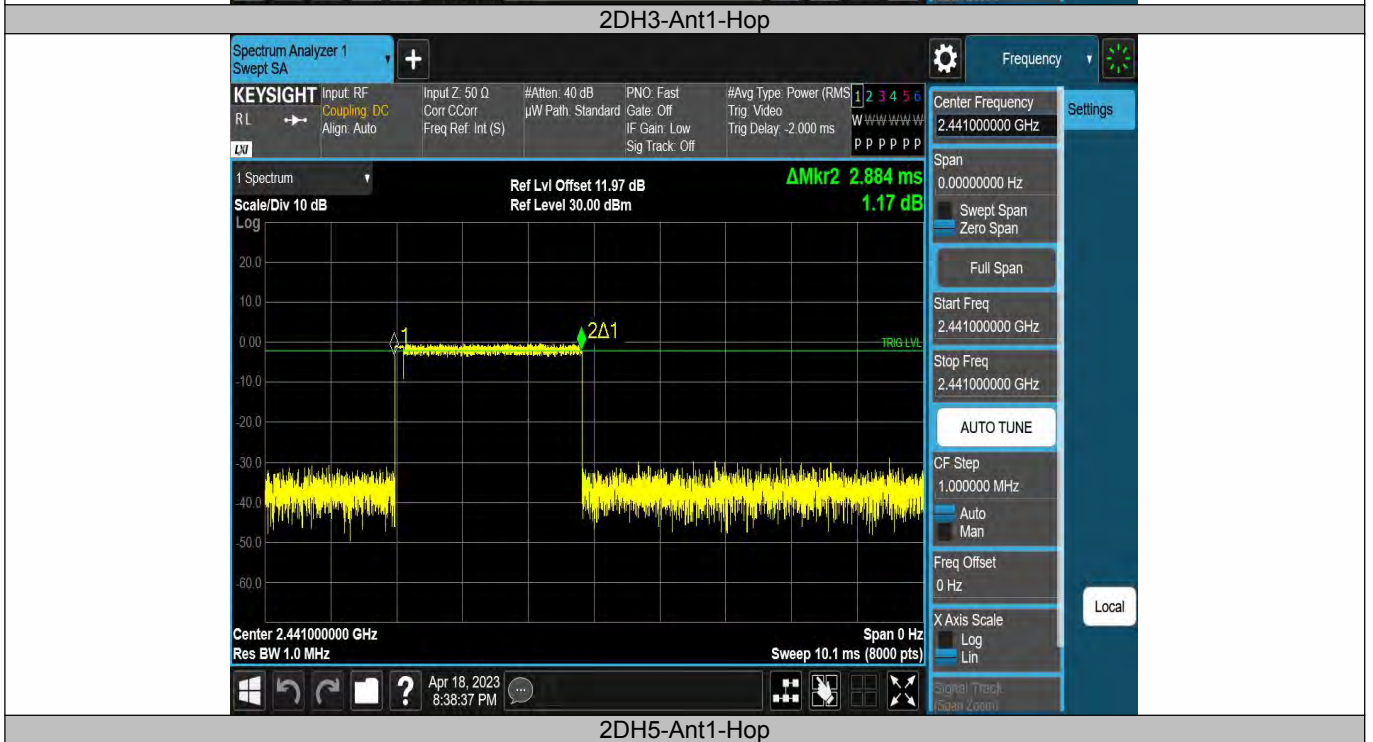 2DH3-Ant1-Hop
Spectrum Analyzer 1
Swept SA
+
Frequency
KEYSIGHT
Input: RF
Input Z: 50 Ω
#Atten: 40 dB
PNO: Fast
#Avg Type: Power (RMS
1 2 3 4 5 6
RL
Coupling: DC
Corr CCorr
µW Path: Standard
Gate: Off
Trig: Video
W W W W W W
Align: Auto
Freq Ref: Int (S)
IF Gain: Low
Trig Delay: -2.000 ms
LXI
Sig Track: Off
P P P P P P
Center Frequency
2.441000000 GHz
Settings
1 Spectrum
Ref Lvl Offset 11.97 dB
ΔMkr2 2.884 ms
Scale/Div 10 dB
Ref Level 30.00 dBm
1.17 dB
Log
20.0
10.0
0.00
-10.0
-20.0
-30.0
-40.0
-50.0
-60.0
1
2Δ1
TRIG LVL
Center 2.441000000 GHz
Span 0 Hz
Res BW 1.0 MHz
Sweep 10.1 ms (8000 pts)
Span
0.00000000 Hz
Swept Span
Zero Span
Full Span
Start Freq
2.441000000 GHz
Stop Freq
2.441000000 GHz
AUTO TUNE
CF Step
1.000000 MHz
Auto
Man
Freq Offset
0 Hz
X Axis Scale
Log
Lin
Signal Track
(Span Zoom)
Local
?
Apr 18, 2023
8:38:37 PM
2DH5-Ant1-Hop